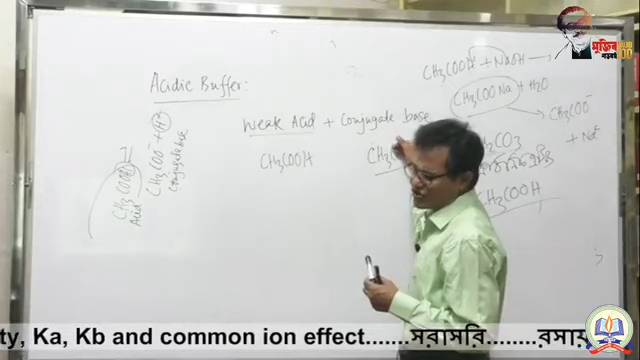 Acidic Buffer:
CH3COOH + NaOH →
CH3COONa + H2O
CH3COO-
+ Na+
Weak Acid + Conjugate base
CH3COOH
CH3COOH
CH3COO- + H+
Acid
Conjugate base
CH3COOH
মুজিব
100
ty, Ka, Kb and common ion effect.......সরাসরি........রসায়